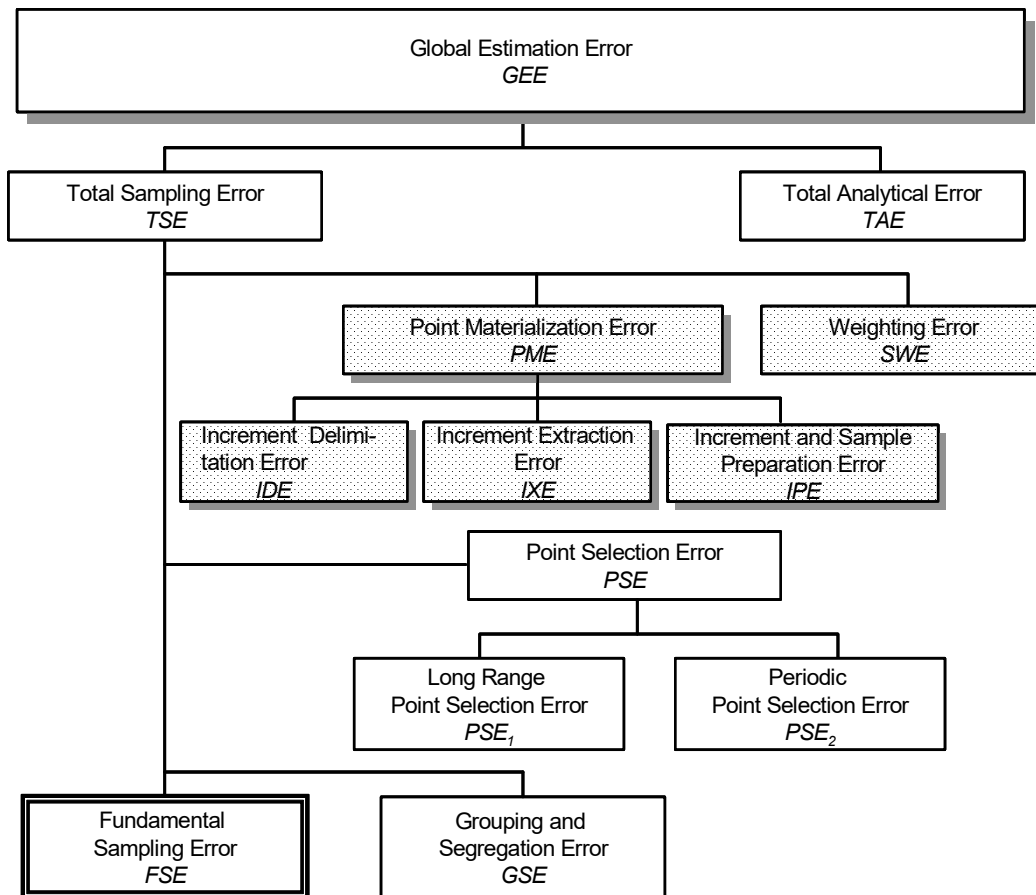 Global Estimation Error
GEE
Total Sampling Error
TSE
Total Analytical Error
TAE
Point Materialization Error
PME
Weighting Error
SWE
Increment Delimi-
tation Error
IDE
Increment Extraction
Error
IXE
Increment and Sample
Preparation Error
IPE
Point Selection Error
PSE
Long Range
Point Selection Error
PSE₁
Periodic
Point Selection Error
PSE₂
Fundamental
Sampling Error
FSE
Grouping and
Segregation Error
GSE